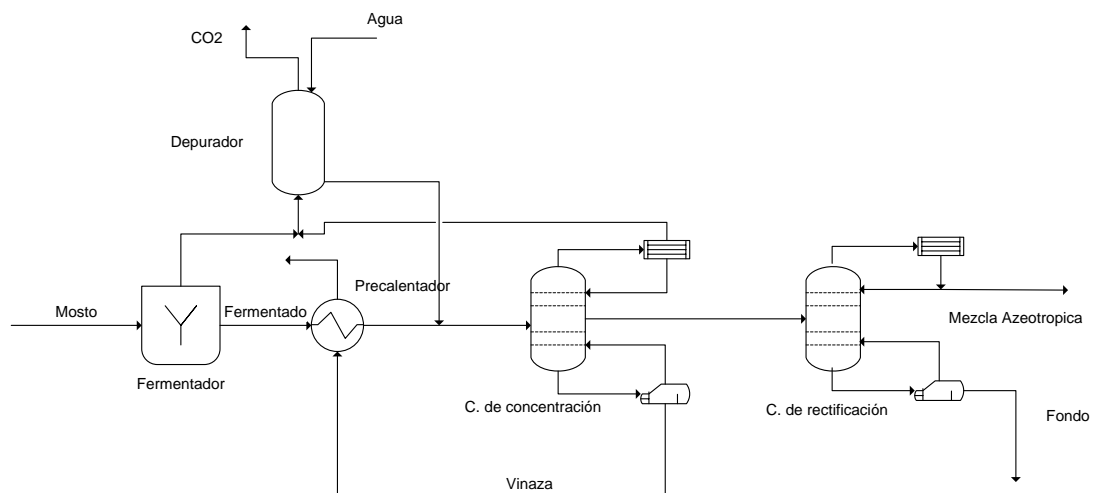 Agua
CO2
Depurador
Precalentador
Mosto
Fermentado
Mezcla Azeotropica
Fermentador
C. de concentración
C. de rectificación
Fondo
Vinaza